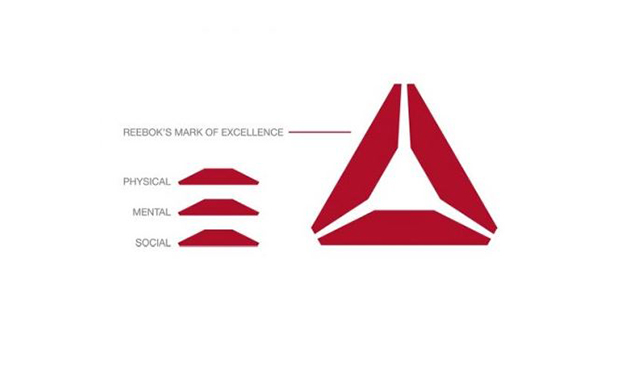 REEBOK'S MARK OF EXCELLENCE
PHYSICAL
MENTAL
SOCIAL